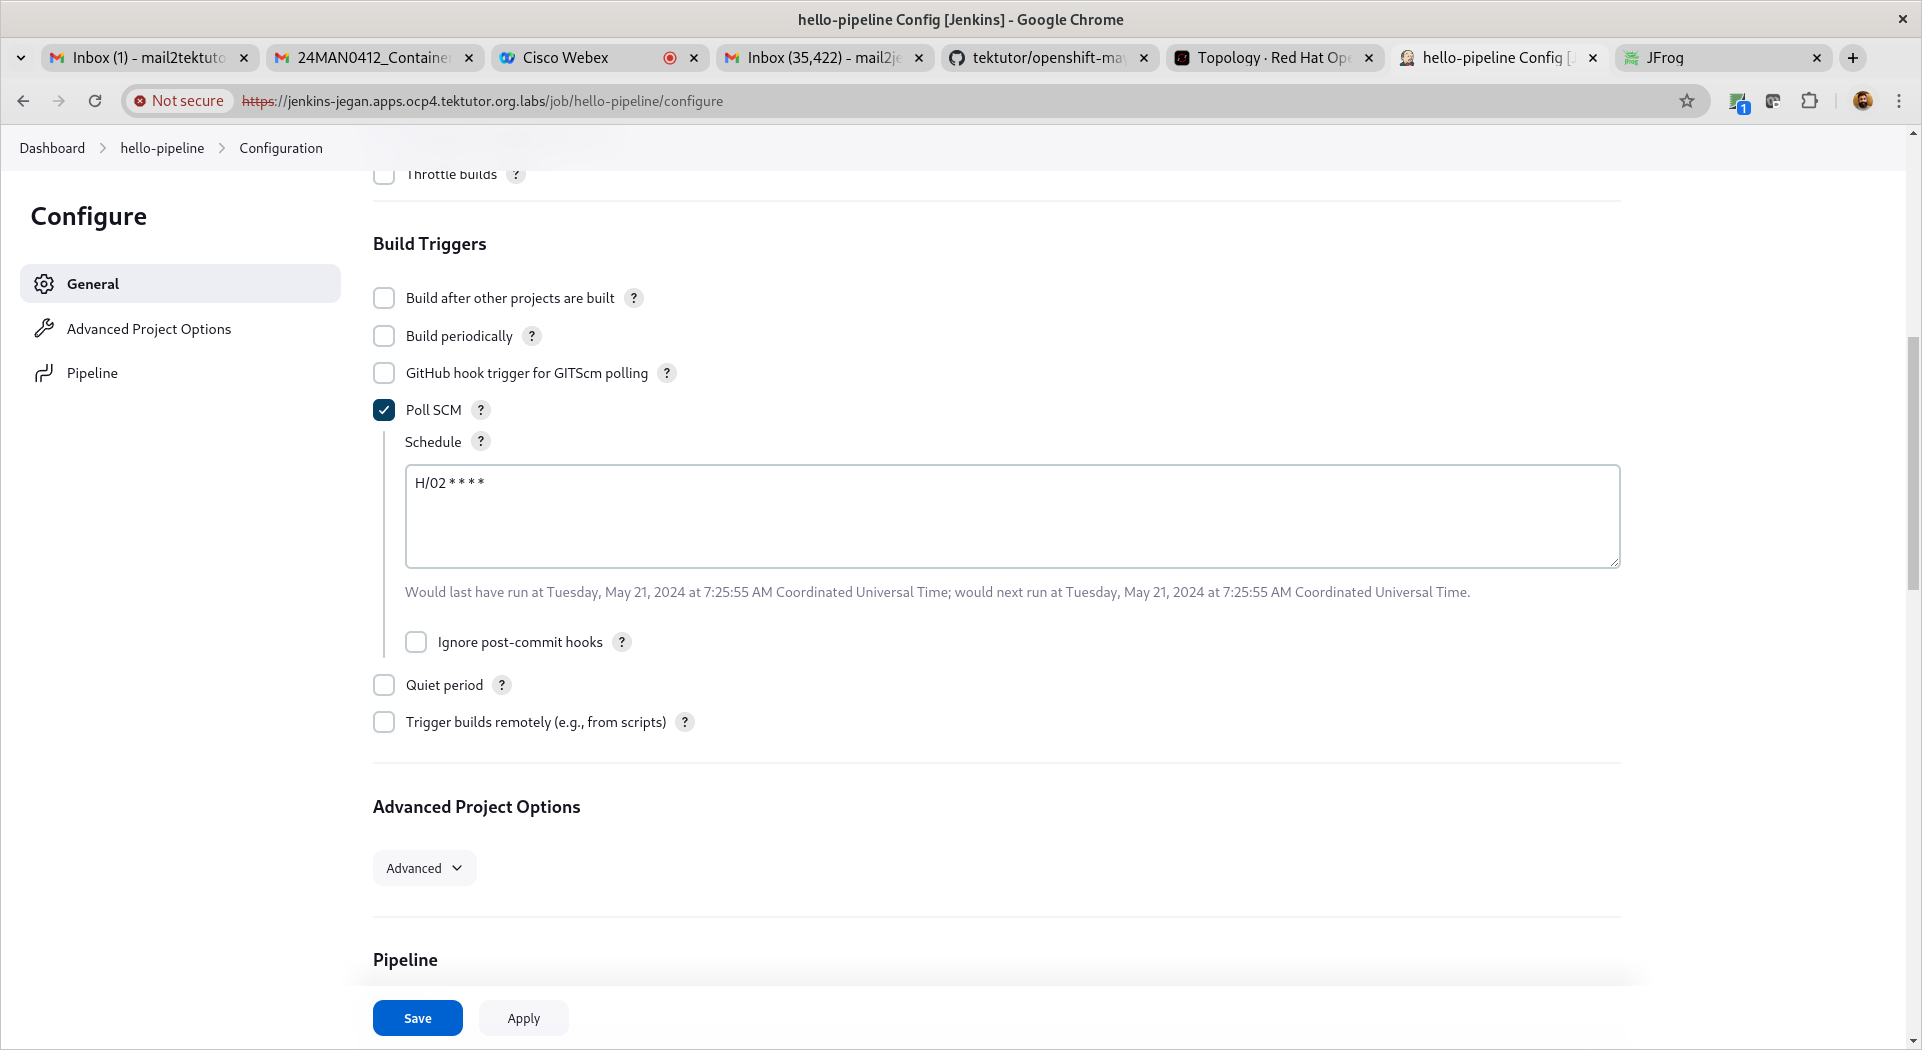 hello-pipeline Config [Jenkins] - Google Chrome
Inbox (1) - mail2tektuto
24MAN0412_Container
Cisco Webex
Inbox (35,422) - mail2je
tektutor/openshift-may
Topology · Red Hat Ope
hello-pipeline Config [J
JFrog
Not secure
https://jenkins-jegan.apps.ocp4.tektutor.org.labs/job/hello-pipeline/configure
1
Dashboard
hello-pipeline
Configuration
Configure
General
Advanced Project Options
Pipeline
Throttle builds ?
Build Triggers
Build after other projects are built ?
Build periodically ?
GitHub hook trigger for GITScm polling ?
Poll SCM ?
Schedule ?
H/02 * * * *
Would last have run at Tuesday, May 21, 2024 at 7:25:55 AM Coordinated Universal Time; would next run at Tuesday, May 21, 2024 at 7:25:55 AM Coordinated Universal Time.
Ignore post-commit hooks ?
Quiet period ?
Trigger builds remotely (e.g., from scripts) ?
Advanced Project Options
Advanced
Pipeline
Save
Apply